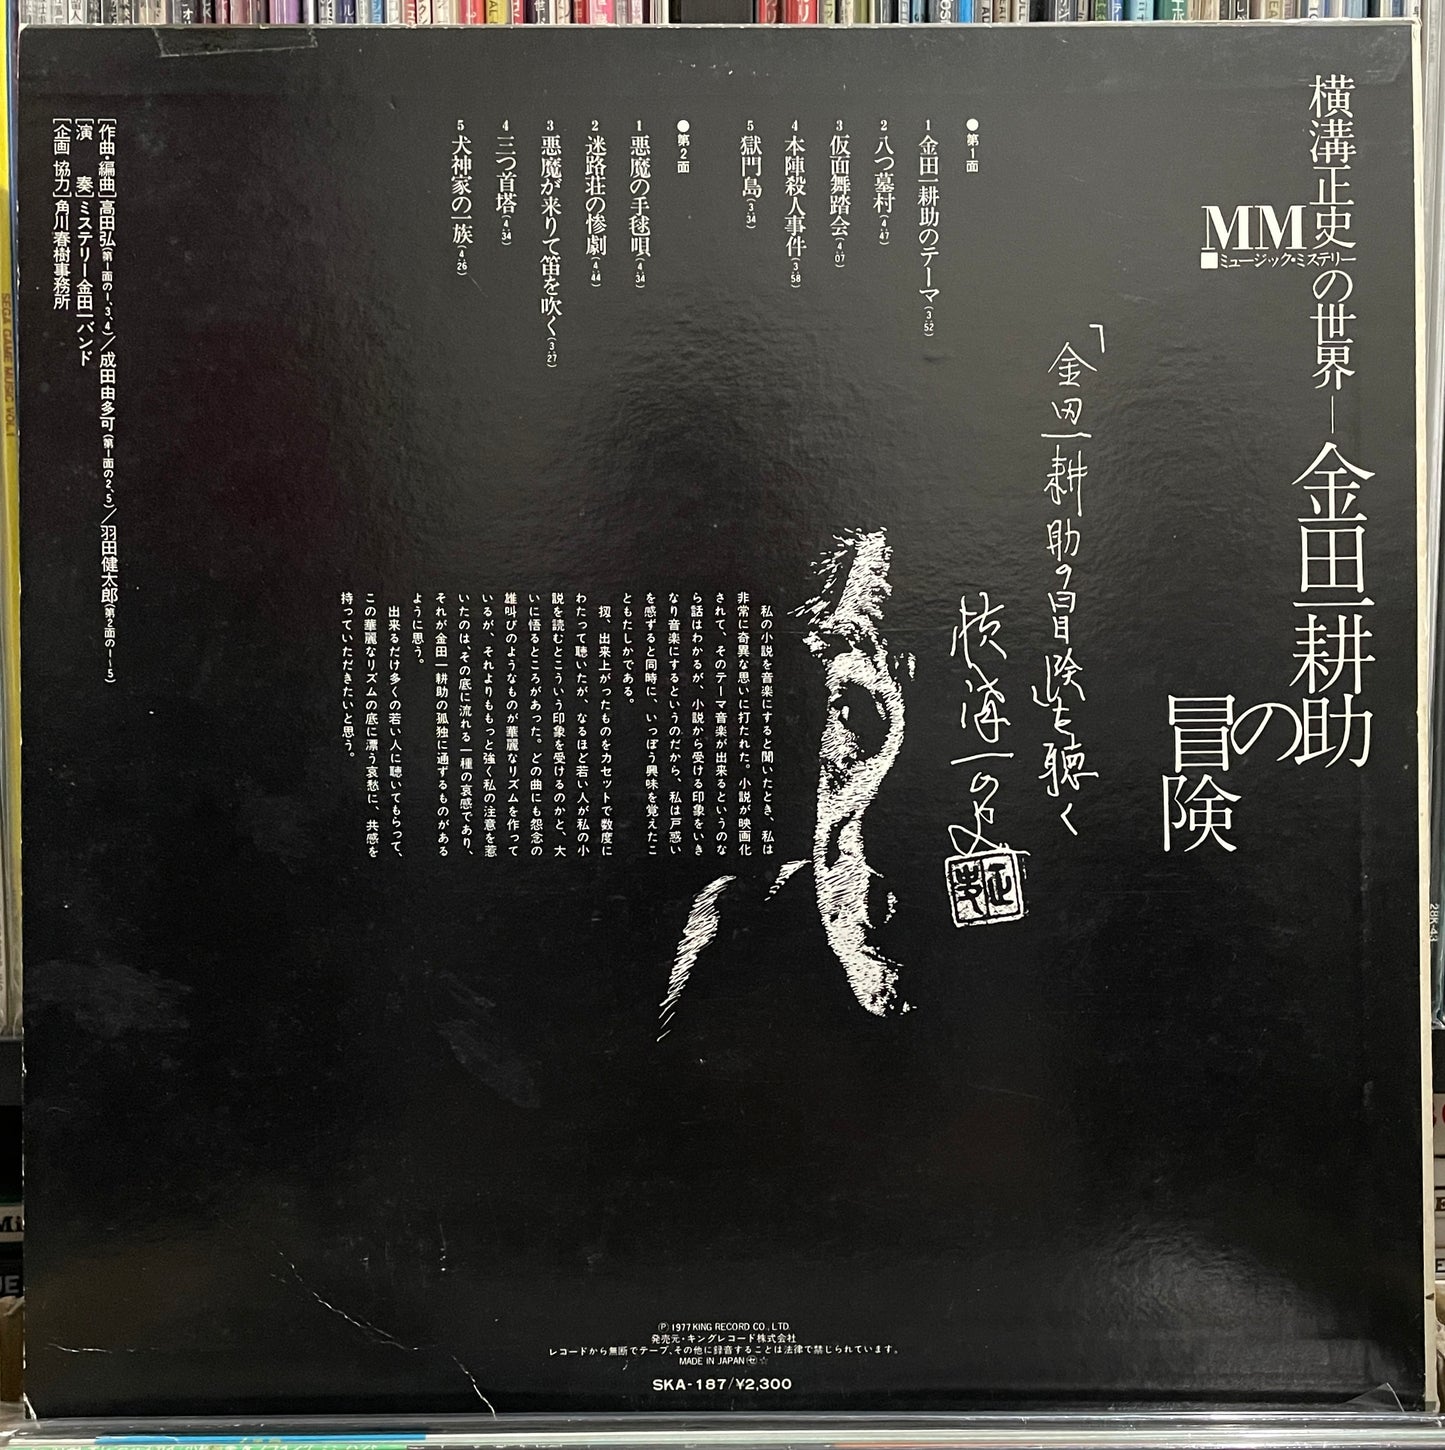 横溝正史の世界―
MM
■ミュージック・ミステリー
金田一耕助の冒険
「金田一耕助の冒険」を聴く
横溝正史
正史
●第1面
1 金田一耕助のテーマ(3:52)
2 八つ墓村(4:47)
3 仮面舞踏会(4:07)
4 本陣殺人事件(3:58)
5 獄門島(3:34)
●第2面
1 悪魔の手毬唄(4:34)
2 迷路荘の惨劇(4:44)
3 悪魔が来りて笛を吹く(3:27)
4 三つ首塔(4:34)
5 犬神家の一族(4:26)
私の小説を音楽にすると聞いたとき、私は
非常に奇異な思いに打たれた。小説が映画化
されて、そのテーマ音楽が出来るというのな
ら話はわかるが、小説から受ける印象をいき
なり音楽にするというのだから、私は戸惑い
を感ずると同時に、いっぽう興味を覚えたこ
ともたしかである。
扨、出来上がったものをカセットで数度に
わたって聴いたが、なるほど若い人が私の小
説を読むとこういう印象を受けるのかと、大
いに悟るところがあった。どの曲にも怨念の
雄叫びのようなものが華麗なリズムを作って
いるが、それよりももっと強く私の注意を惹
いたのは、その底に流れる一種の哀感であり、
それが金田一耕助の孤独に通ずるものがある
ように思う。
出来るだけ多くの若い人に聴いてもらって、
この華麗なリズムの底に漂う哀愁に、共感を
持っていただきたいと思う。
[作曲・編曲]高田弘(第1面の1、3、4)／成田由多可(第1面の2、5)／羽田健太郎(第2面の1〜5)
[演 奏]ミステリー金田一バンド
[企画協力]角川春樹事務所
Ⓟ 1977 KING RECORD CO., LTD.
発売元・キングレコード株式会社
レコードから無断でテープ、その他に録音することは法律で禁じられています。
MADE IN JAPAN ㋝☆
SKA-187/¥2,300
SEGA GAME MUSIC VOL.1